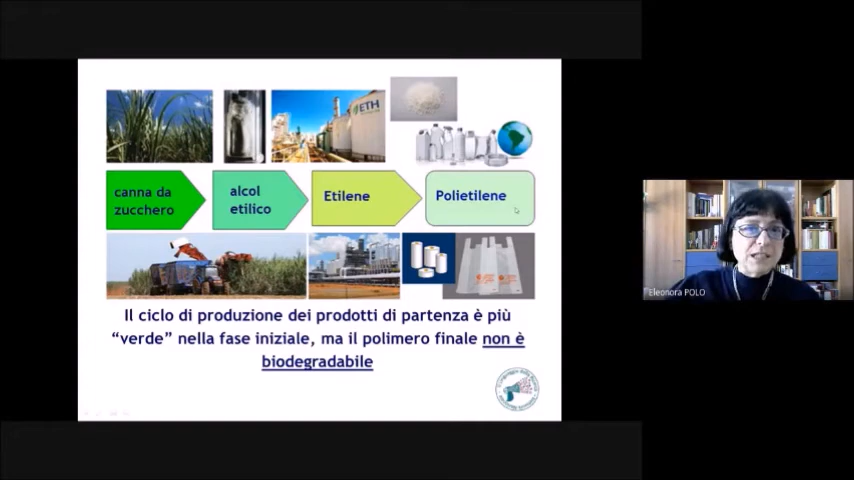 ETH
canna da
zucchero
alcol
etilico
Etilene
Polietilene
Il ciclo di produzione dei prodotti di partenza è più
“verde” nella fase iniziale, ma il polimero finale non è
biodegradabile
Eleonora POLO